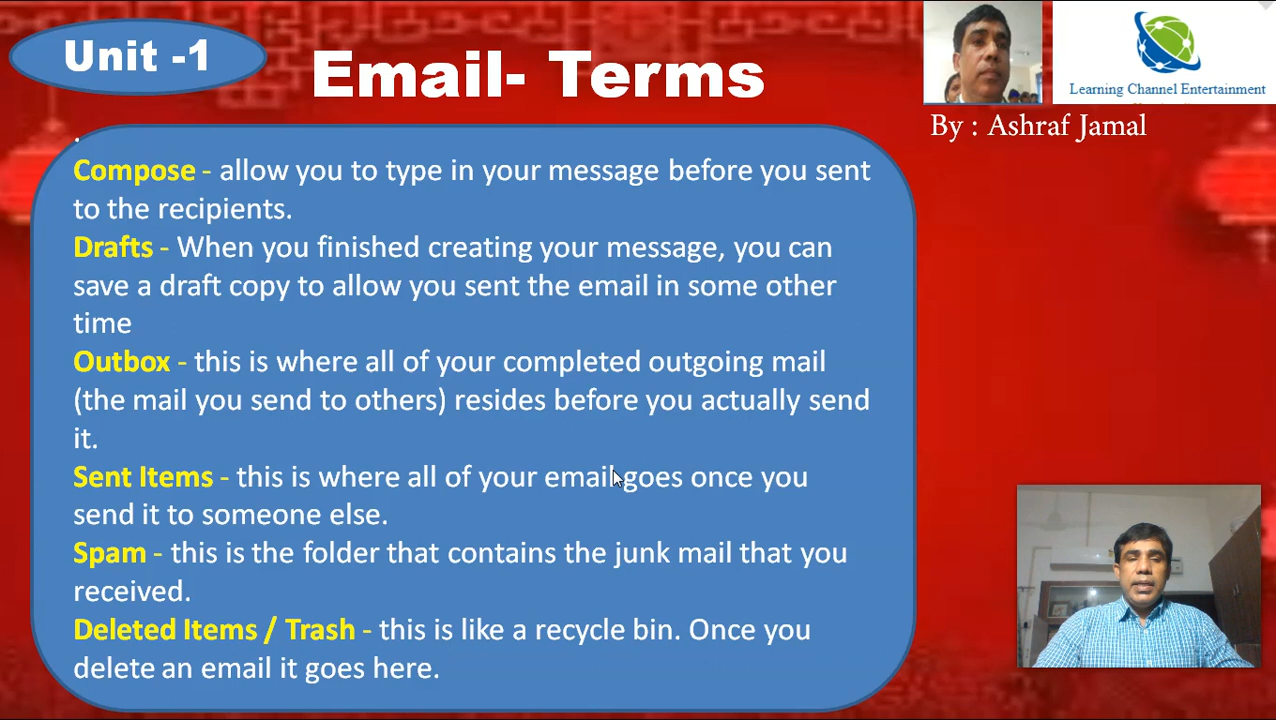 Unit -1
Email- Terms
Learning Channel Entertainment
By : Ashraf Jamal
.
Compose - allow you to type in your message before you sent
to the recipients.
Drafts - When you finished creating your message, you can
save a draft copy to allow you sent the email in some other
time
Outbox - this is where all of your completed outgoing mail
(the mail you send to others) resides before you actually send
it.
Sent Items - this is where all of your email goes once you
send it to someone else.
Spam - this is the folder that contains the junk mail that you
received.
Deleted Items / Trash - this is like a recycle bin. Once you
delete an email it goes here.